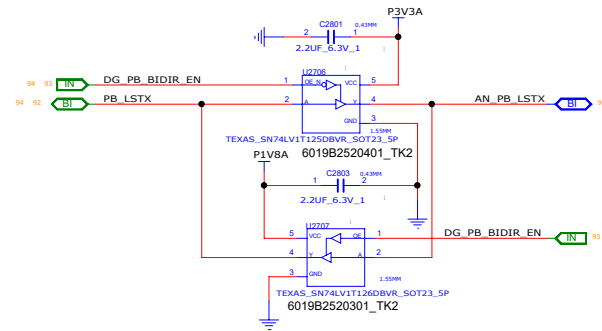 P3V3A
C2801 0.43MM
2 1
2.2UF_6.3V_1
U2706
94 93 IN DG_PB_BIDIR_EN 1 OE_N VCC 5
94 92 BI PB_LSTX 2 A Y 4 AN_PB_LSTX BI 9
GND 3
1.55MM
TEXAS_SN74LV1T125DBVR_SOT23_5P
6019B2520401_TK2
P1V8A
C2803 0.43MM
1 2
2.2UF_6.3V_1
U2707
5 VCC OE 1 DG_PB_BIDIR_EN IN 93
4 Y A 2
3 GND
1.55MM
TEXAS_SN74LV1T126DBVR_SOT23_5P
6019B2520301_TK2